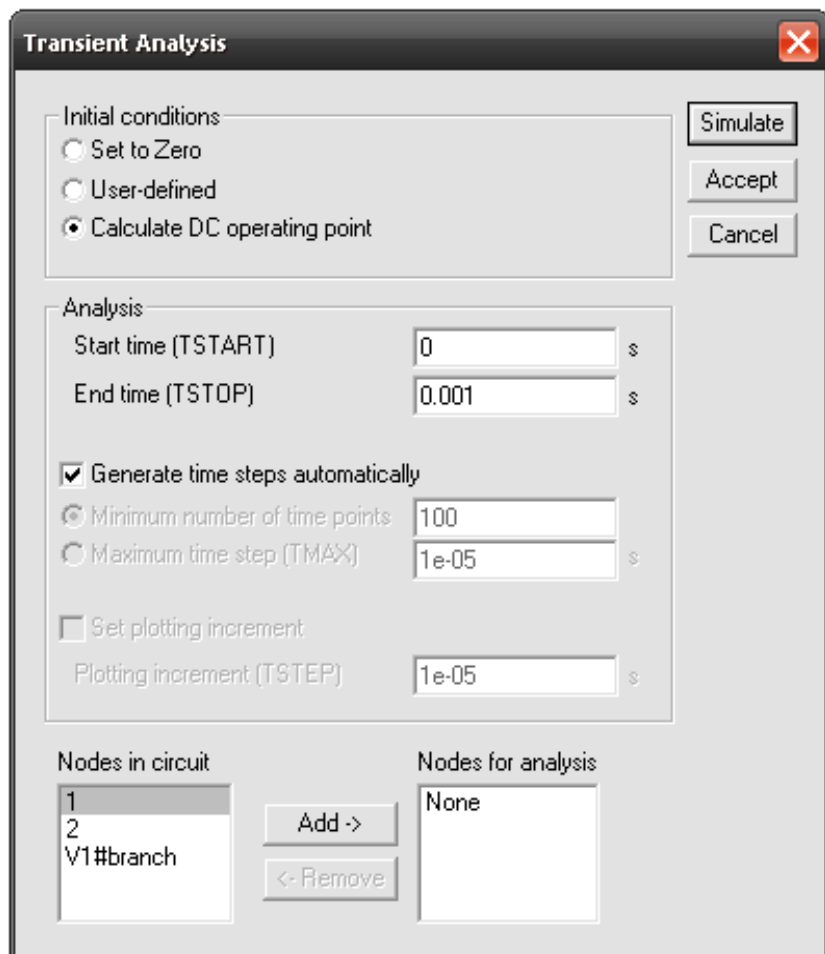 Transient Analysis
Initial conditions
Set to Zero
User-defined
Calculate DC operating point
Simulate
Accept
Cancel
Analysis
Start time (TSTART) 0 s
End time (TSTOP) 0.001 s
Generate time steps automatically
Minimum number of time points 100
Maximum time step (TMAX) 1e-05 s
Set plotting increment
Plotting increment (TSTEP) 1e-05 s
Nodes in circuit
1
2
V1#branch
Add ->
<- Remove
Nodes for analysis
None